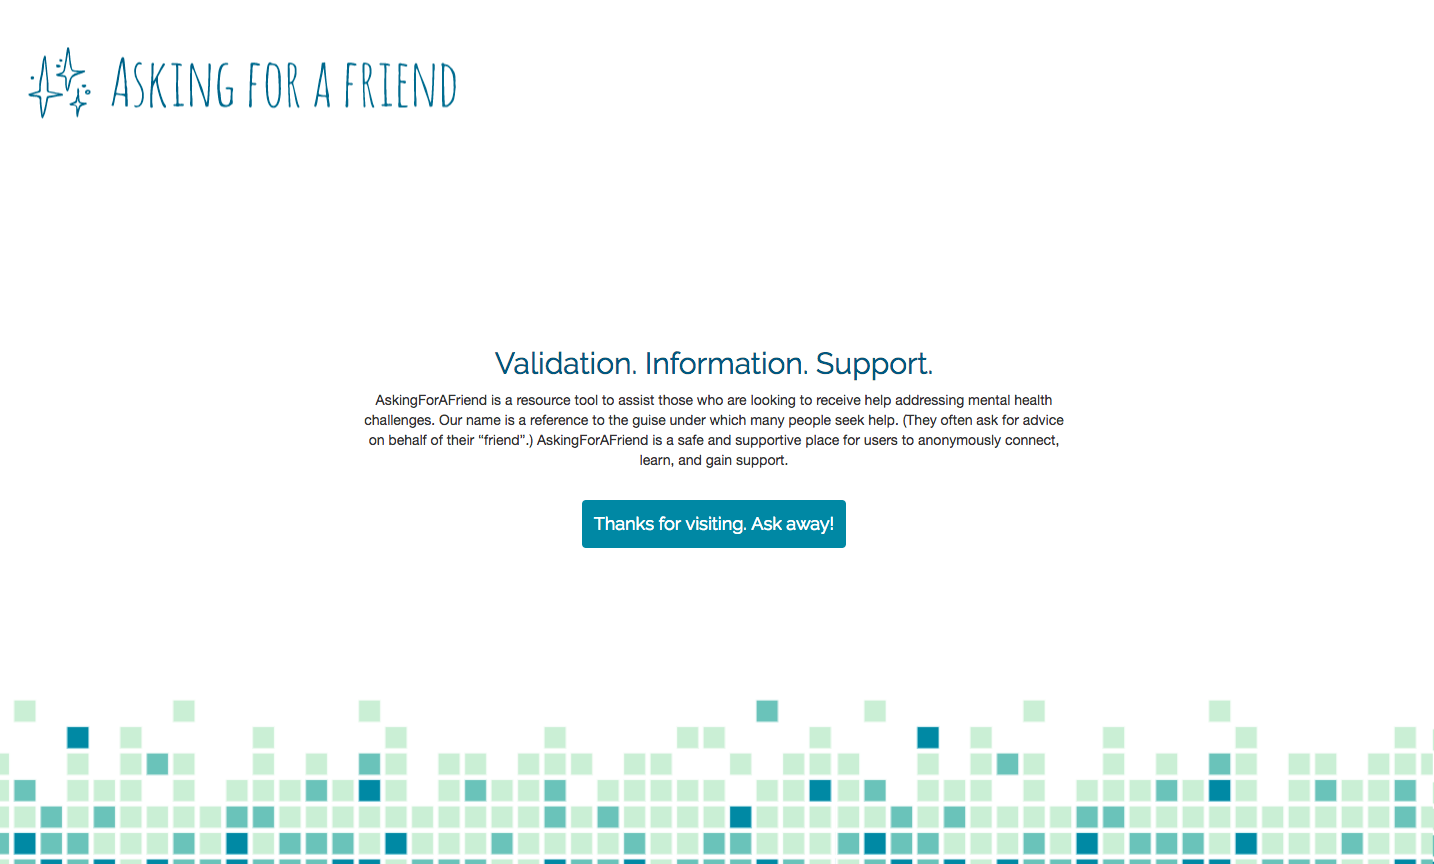 ASKING FOR A FRIEND
Validation. Information. Support.
AskingForAFriend is a resource tool to assist those who are looking to receive help addressing mental health
challenges. Our name is a reference to the guise under which many people seek help. (They often ask for advice
on behalf of their “friend”.) AskingForAFriend is a safe and supportive place for users to anonymously connect,
learn, and gain support.
Thanks for visiting. Ask away!